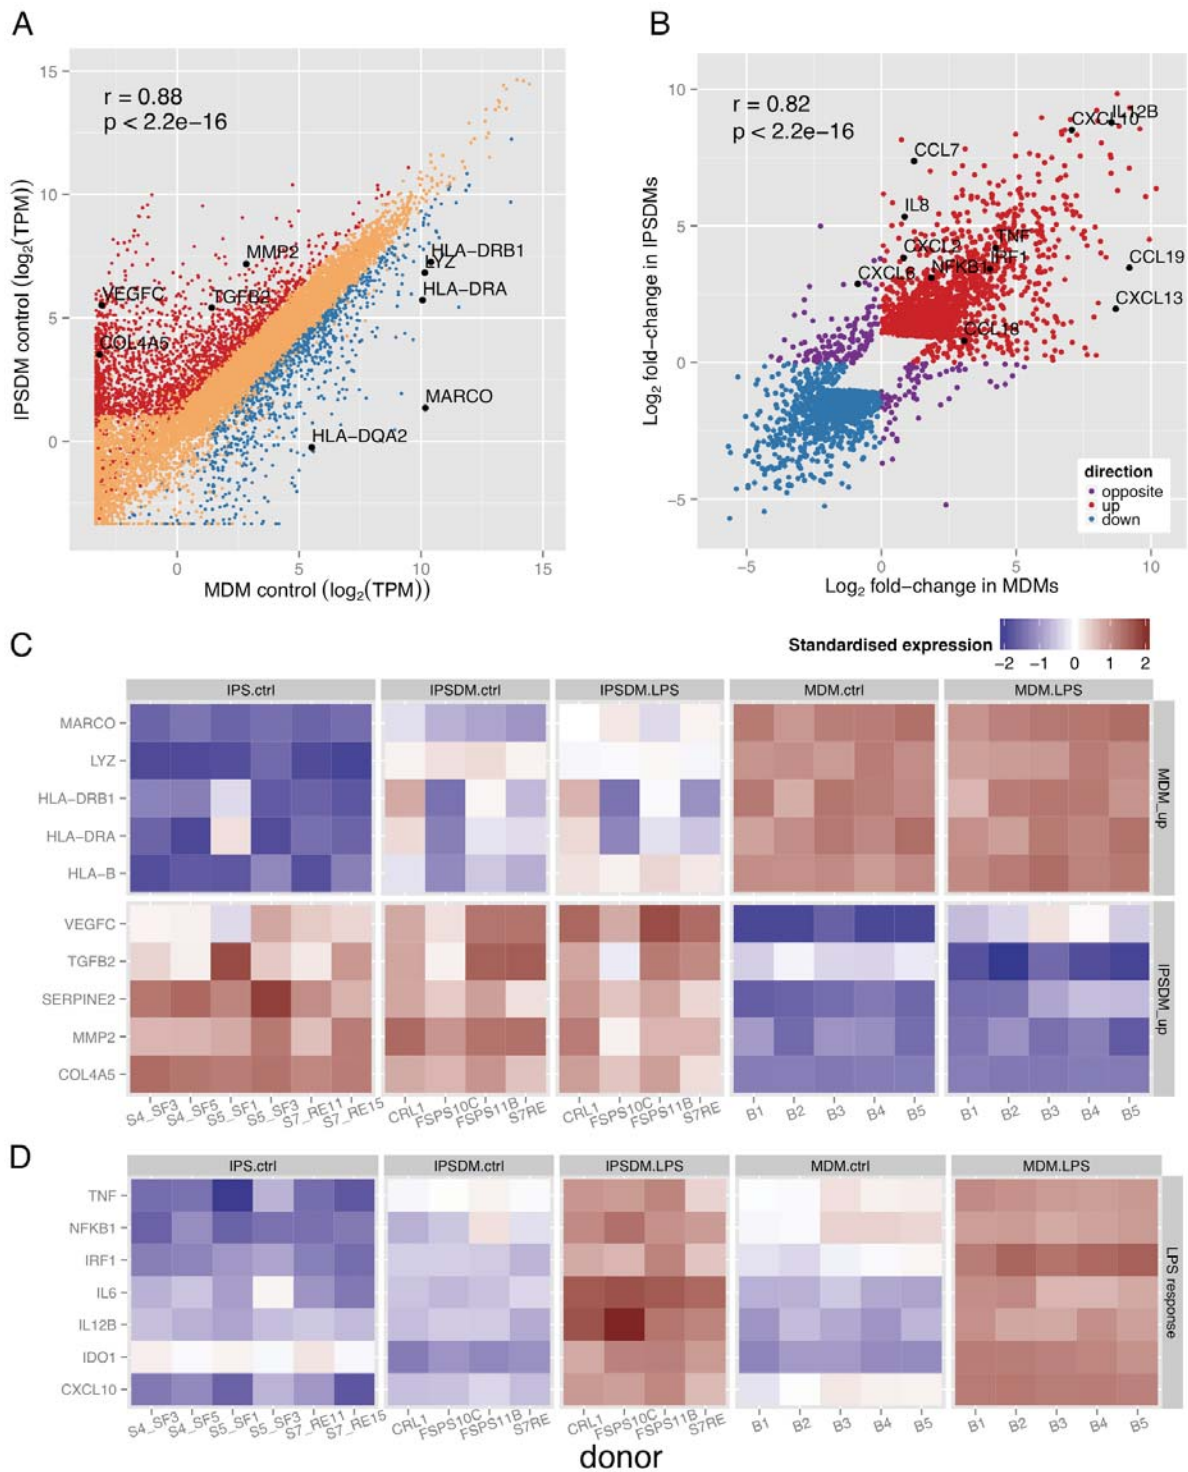 A
15
10
5
0
r = 0.88
p < 2.2e−16
MMP2
VEGFC
TGFB2
COL4A5
HLA−DRB1
LYZ
HLA−DRA
MARCO
HLA−DQA2
IPSDM control (log2(TPM))
0 5 10 15
MDM control (log2(TPM))
B
10
5
0
−5
r = 0.82
p < 2.2e−16
IL12B
CXCL10
CCL7
IL8
TNF
CXCL2
IRF1
NFKB1
CXCL6
CCL19
CXCL13
CCL18
direction
opposite
up
down
Log2 fold−change in IPSDMs
−5 0 5 10
Log2 fold−change in MDMs
C
Standardised expression
−2 −1 0 1 2
IPS.ctrl IPSDM.ctrl IPSDM.LPS MDM.ctrl MDM.LPS
MARCO
LYZ
HLA−DRB1
HLA−DRA
HLA−B
MDM_up
VEGFC
TGFB2
SERPINE2
MMP2
COL4A5
IPSDM_up
S4_SF3 S4_SF5 S5_SF1 S5_SF3 S7_RE11 S7_RE15 CRL1 FSPS10C FSPS11B S7RE CRL1 FSPS10C FSPS11B S7RE B1 B2 B3 B4 B5 B1 B2 B3 B4 B5
D
IPS.ctrl IPSDM.ctrl IPSDM.LPS MDM.ctrl MDM.LPS
TNF
NFKB1
IRF1
IL6
IL12B
IDO1
CXCL10
LPS response
S4_SF3 S4_SF5 S5_SF1 S5_SF3 S7_RE11 S7_RE15 CRL1 FSPS10C FSPS11B S7RE CRL1 FSPS10C FSPS11B S7RE B1 B2 B3 B4 B5 B1 B2 B3 B4 B5
donor